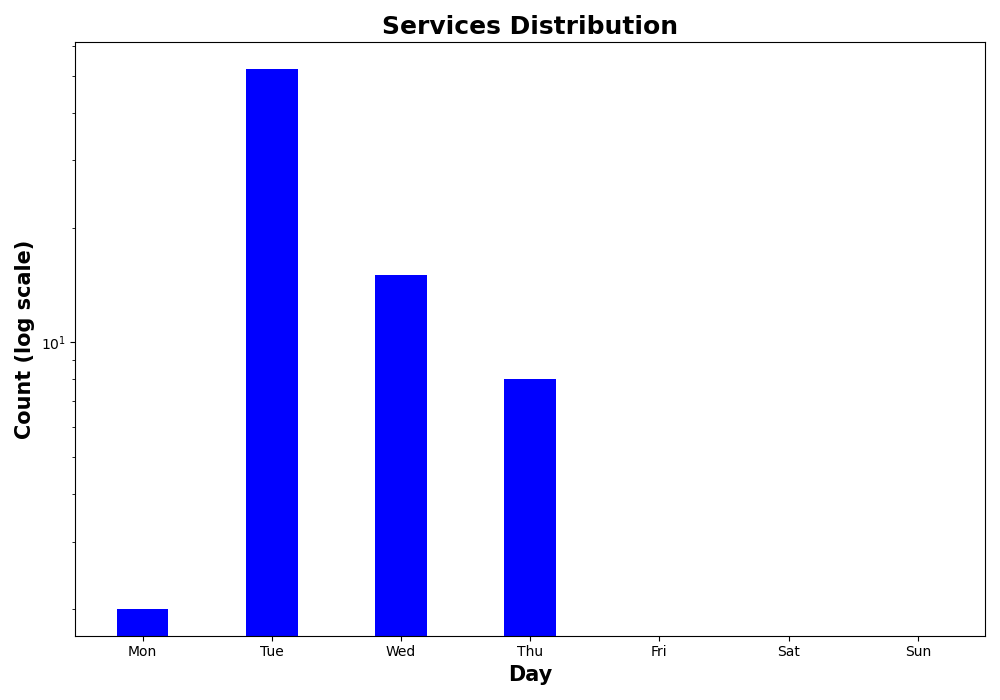 Services Distribution
Count (log scale)
10¹
Mon Tue Wed Thu Fri Sat Sun
Day